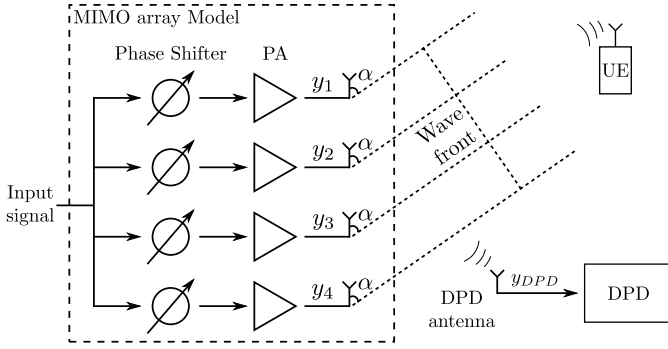 MIMO array Model
Phase Shifter
PA
y1
α
y2
α
y3
α
y4
α
Input
signal
Wave
front
UE
DPD
antenna
yDPD
DPD